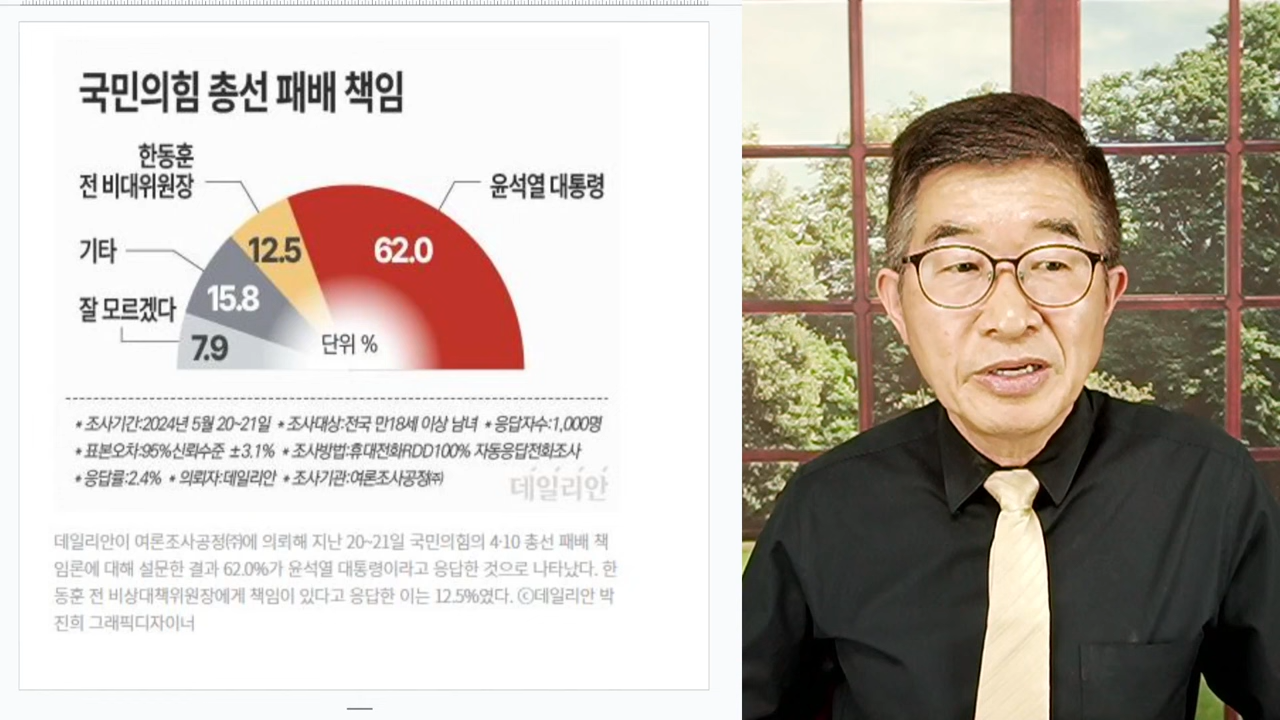 국민의힘 총선 패배 책임
한동훈
전 비대위원장
윤석열 대통령
기타
12.5
62.0
15.8
잘 모르겠다
7.9
단위 %
* 조사기간:2024년 5월 20~21일 * 조사대상:전국 만18세 이상 남녀 * 응답자수:1,000명
* 표본오차:95%신뢰수준 ±3.1% * 조사방법:휴대전화RDD100% 자동응답전화조사
* 응답률:2.4% * 의뢰자:데일리안 * 조사기관:여론조사공정㈜
데일리안
데일리안이 여론조사공정㈜에 의뢰해 지난 20~21일 국민의힘의 4·10 총선 패배 책
임론에 대해 설문한 결과 62.0%가 윤석열 대통령이라고 응답한 것으로 나타났다. 한
동훈 전 비상대책위원장에게 책임이 있다고 응답한 이는 12.5%였다. ⓒ데일리안 박
진희 그래픽디자이너